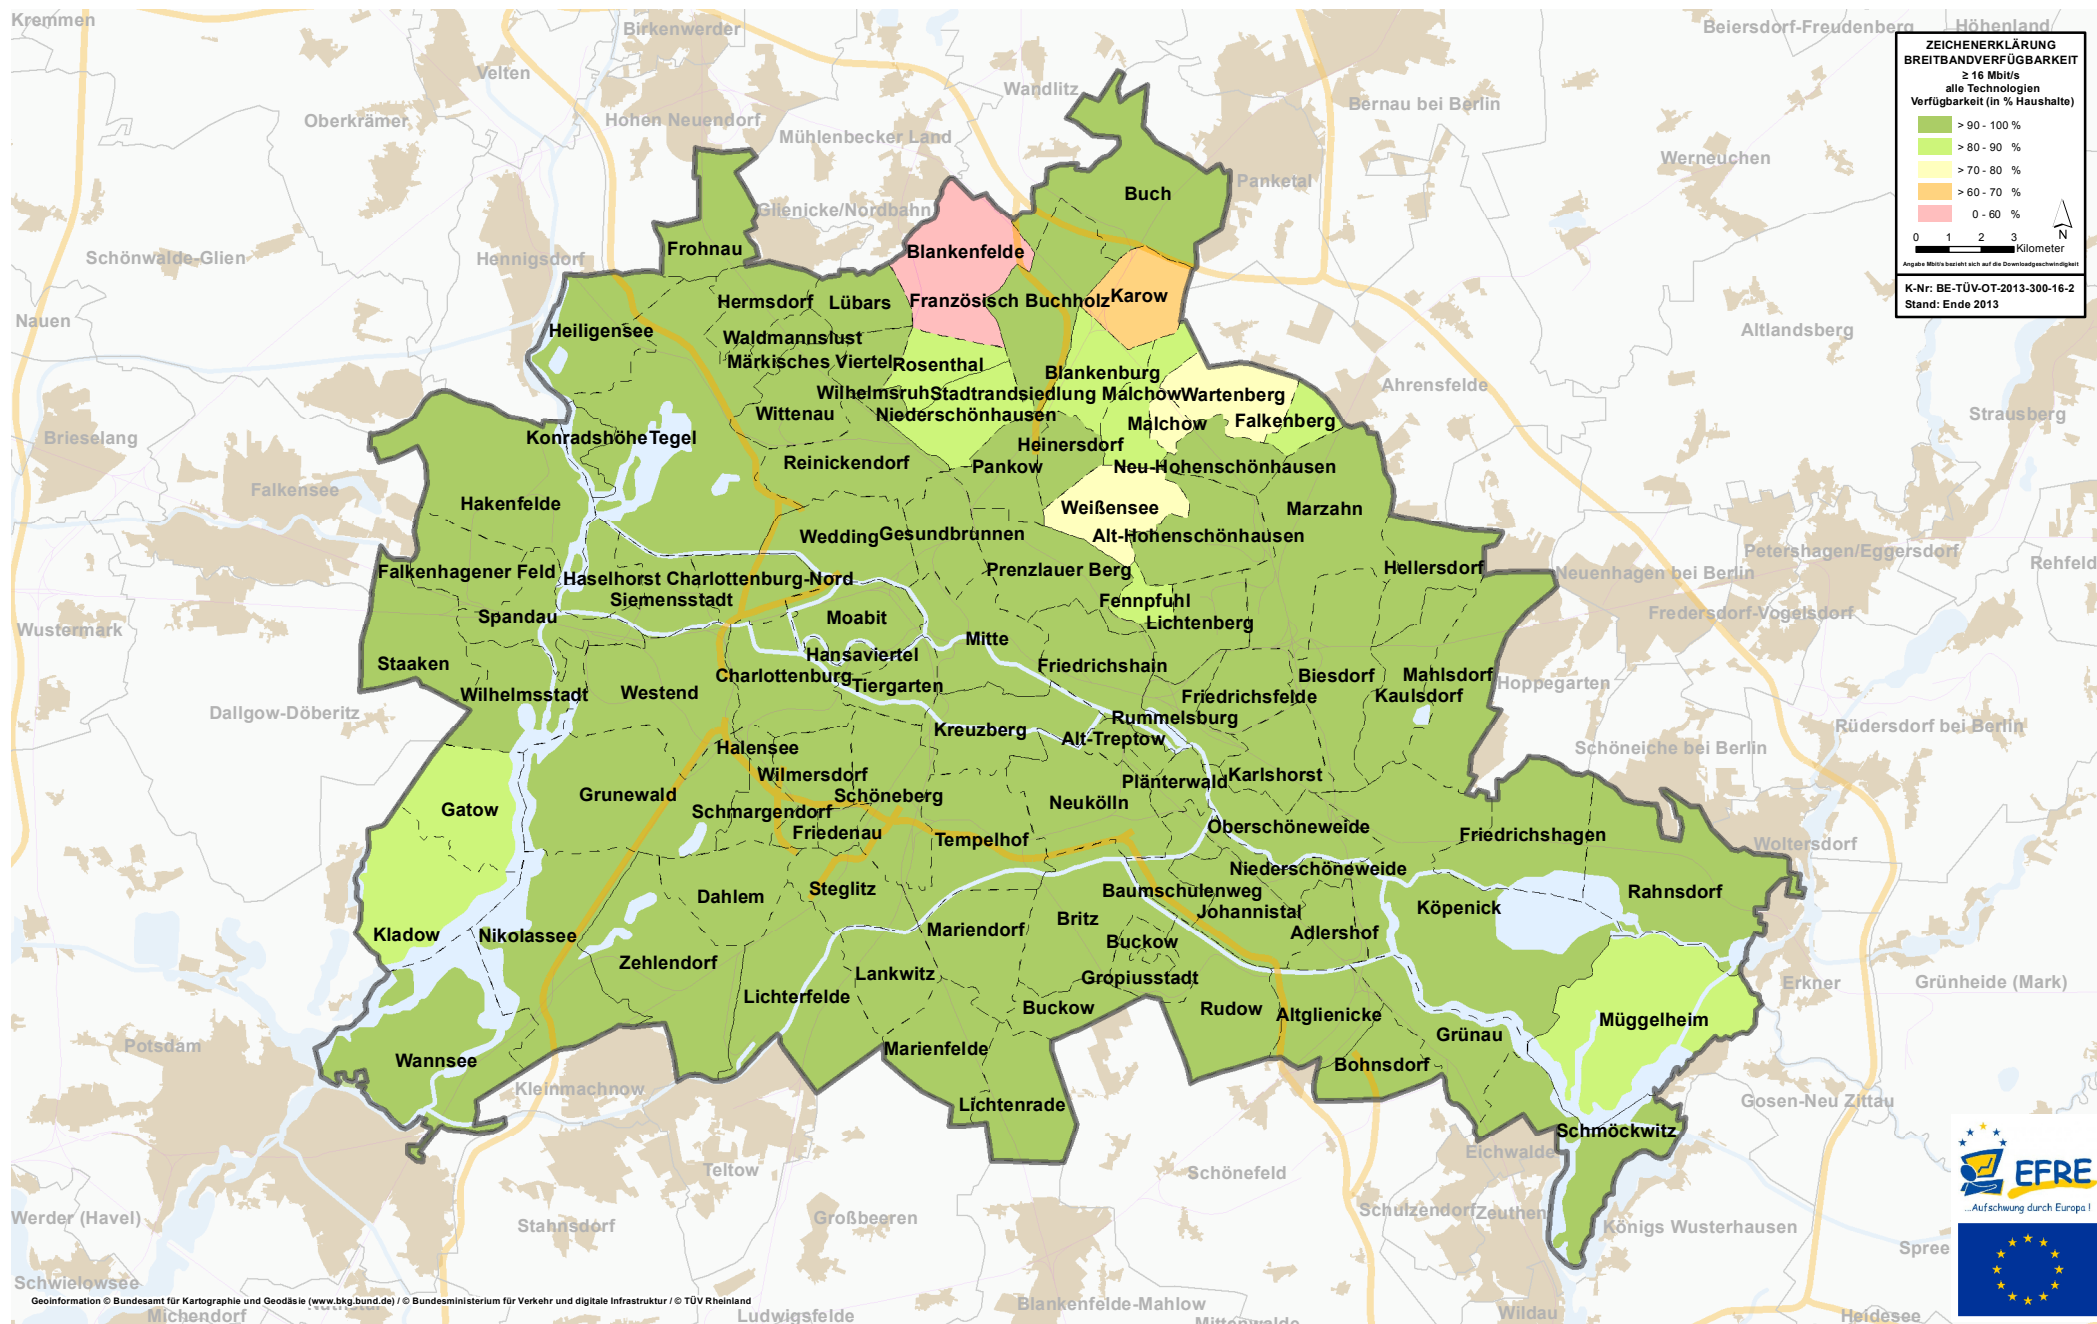 Kremmen
Birkenwerder
Beiersdorf-Freudenberg
Höhenland
ZEICHENERKLÄRUNG
BREITBANDVERFÜGBARKEIT
≥ 16 Mbit/s
alle Technologien
Verfügbarkeit (in % Haushalte)
> 90 - 100 %
> 80 - 90 %
> 70 - 80 %
> 60 - 70 %
0 - 60 %
N
0 1 2 3
Kilometer
Angabe Mbit/s bezieht sich auf die Downloadgeschwindigkeit
K-Nr: BE-TÜV-OT-2013-300-16-2
Stand: Ende 2013
Velten
Wandlitz
Bernau bei Berlin
Oberkrämer
Hohen Neuendorf
Mühlenbecker Land
Werneuchen
Panketal
Buch
Glienicke/Nordbahn
Schönwalde-Glien
Hennigsdorf
Frohnau
Blankenfelde
Hermsdorf
Lübars
Französisch Buchholz
Karow
Nauen
Heiligensee
Waldmannslust
Altlandsberg
Märkisches Viertel
Rosenthal
Blankenburg
Ahrensfelde
Wilhelmsruh
Stadtrandsiedlung Malchow
Wartenberg
Wittenau
Niederschönhausen
Malchow
Falkenberg
Strausberg
Brieselang
Konradshöhe
Tegel
Heinersdorf
Reinickendorf
Pankow
Neu-Hohenschönhausen
Falkensee
Hakenfelde
Weißensee
Marzahn
Wedding
Gesundbrunnen
Alt-Hohenschönhausen
Petershagen/Eggersdorf
Rehfeld
Falkenhagener Feld
Haselhorst
Charlottenburg-Nord
Prenzlauer Berg
Hellersdorf
Neuenhagen bei Berlin
Siemensstadt
Fennpfuhl
Fredersdorf-Vogelsdorf
Wustermark
Spandau
Moabit
Lichtenberg
Mitte
Staaken
Hansaviertel
Friedrichshain
Charlottenburg
Tiergarten
Biesdorf
Mahlsdorf
Hoppegarten
Wilhelmsstadt
Westend
Friedrichsfelde
Kaulsdorf
Dallgow-Döberitz
Rummelsburg
Rüdersdorf bei Berlin
Kreuzberg
Alt-Treptow
Halensee
Schöneiche bei Berlin
Wilmersdorf
Plänterwald
Karlshorst
Grunewald
Schöneberg
Neukölln
Gatow
Schmargendorf
Friedenau
Tempelhof
Oberschöneweide
Friedrichshagen
Woltersdorf
Niederschöneweide
Dahlem
Steglitz
Baumschulenweg
Rahnsdorf
Johannistal
Köpenick
Kladow
Nikolassee
Mariendorf
Britz
Adlershof
Buckow
Zehlendorf
Lankwitz
Gropiusstadt
Erkner
Grünheide (Mark)
Lichterfelde
Buckow
Rudow
Altglienicke
Müggelheim
Grünau
Potsdam
Wannsee
Marienfelde
Bohnsdorf
Kleinmachnow
Lichtenrade
Gosen-Neu Zittau
Schmöckwitz
Eichwalde
Teltow
Schönefeld
EFRE
...Aufschwung durch Europa !
Werder (Havel)
Stahnsdorf
Großbeeren
Schulzendorf
Zeuthen
Königs Wusterhausen
Spree
Schwielowsee
Geoinformation © Bundesamt für Kartographie und Geodäsie (www.bkg.bund.de) / © Bundesministerium für Verkehr und digitale Infrastruktur / © TÜV Rheinland
Michendorf
Ludwigsfelde
Blankenfelde-Mahlow
Mittenwalde
Wildau
Heidesee